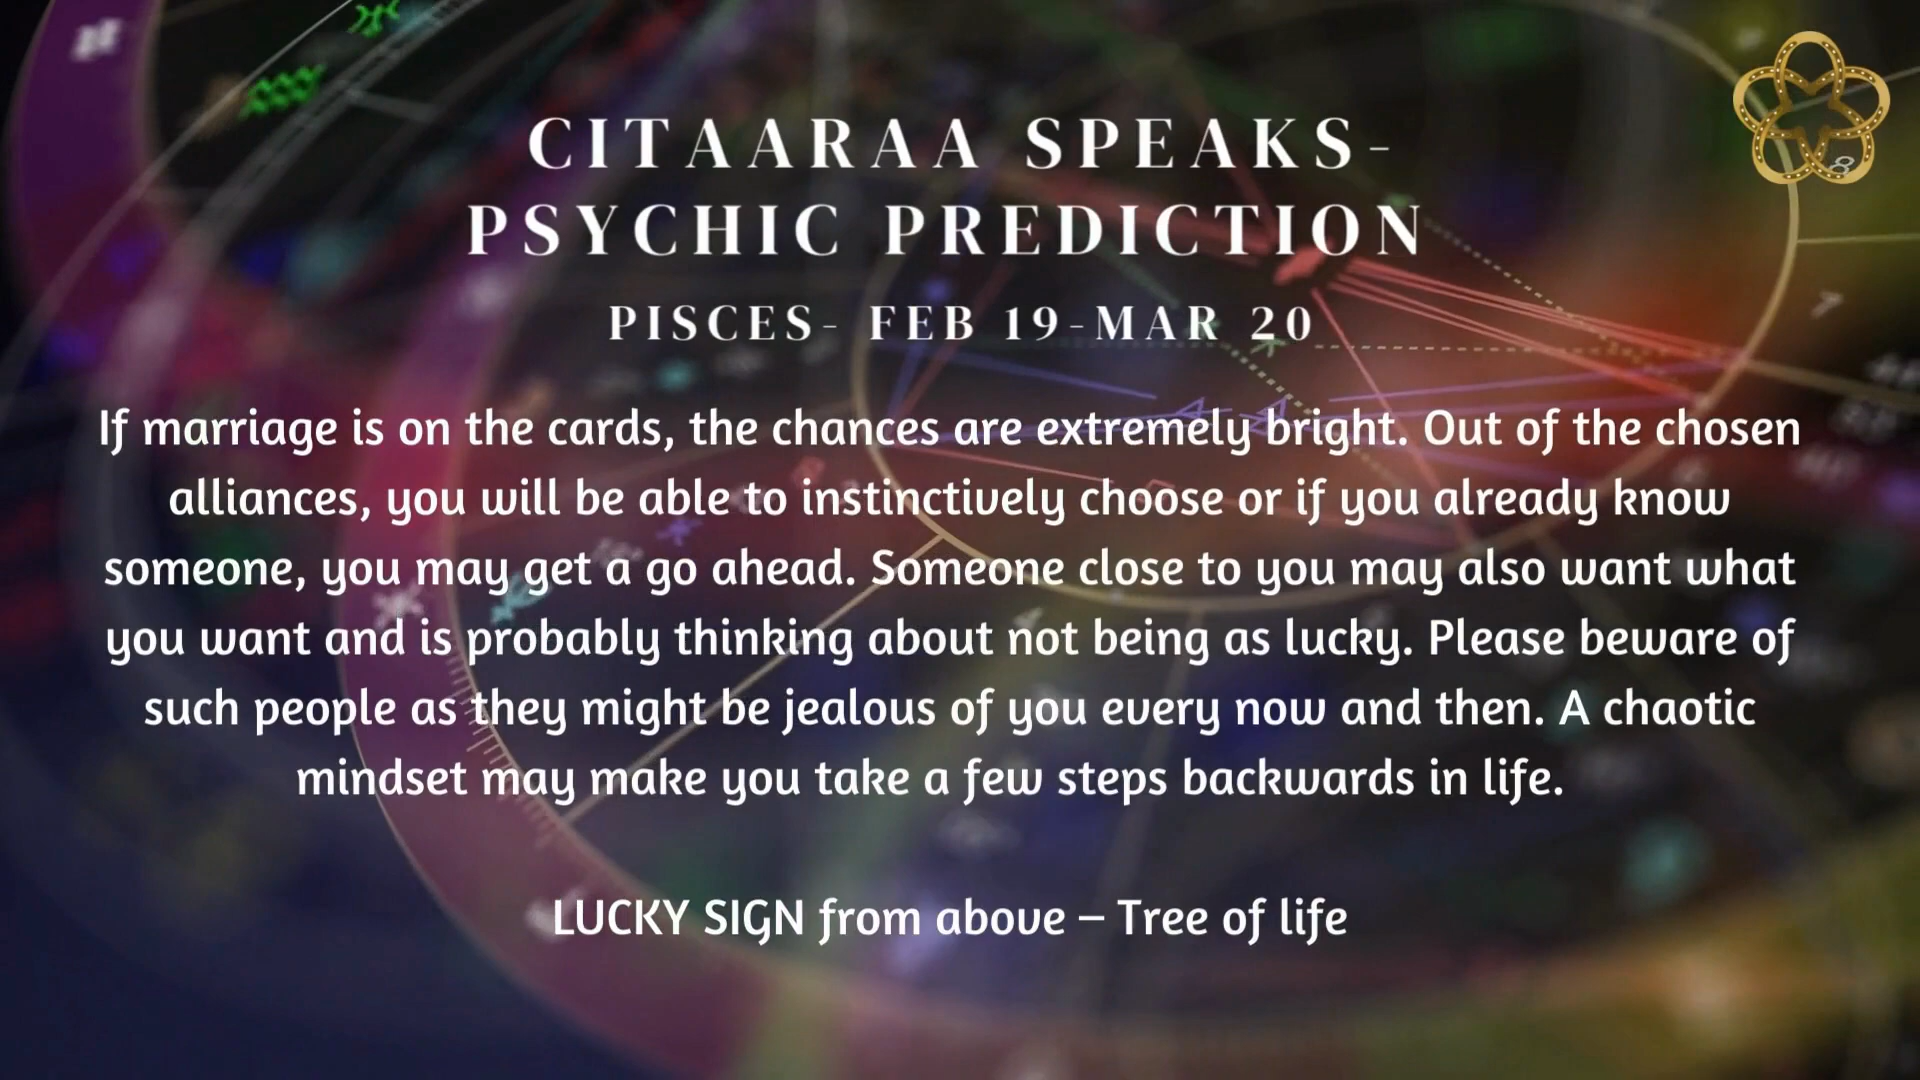 CITAARAA SPEAKS-
PSYCHIC PREDICTION
PISCES- FEB 19-MAR 20
If marriage is on the cards, the chances are extremely bright. Out of the chosen
alliances, you will be able to instinctively choose or if you already know
someone, you may get a go ahead. Someone close to you may also want what
you want and is probably thinking about not being as lucky. Please beware of
such people as they might be jealous of you every now and then. A chaotic
mindset may make you take a few steps backwards in life.
LUCKY SIGN from above – Tree of life